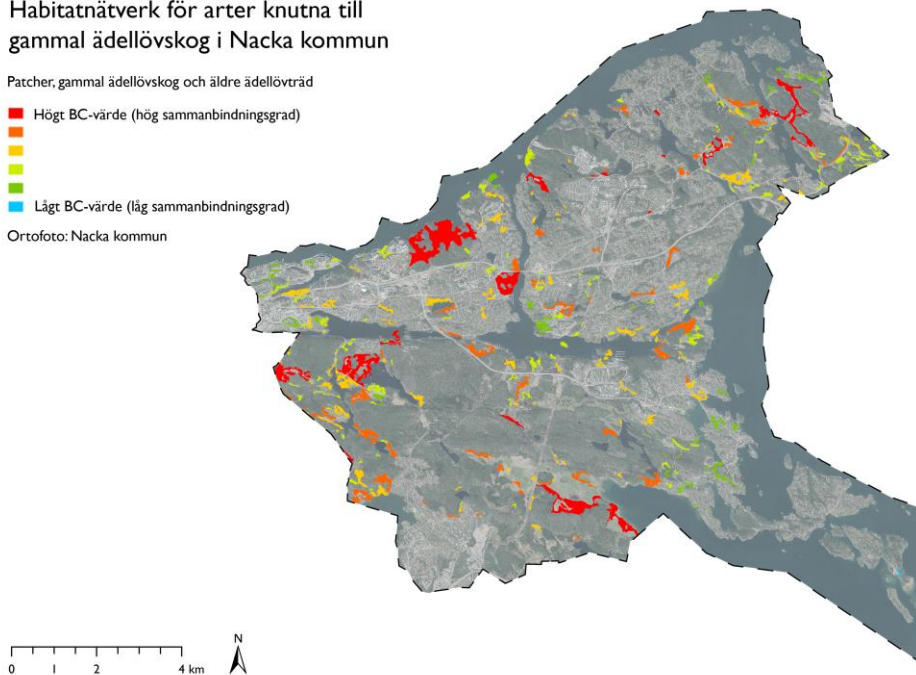 Habitatnätverk för arter knutna till
gammal ädellövskog i Nacka kommun
Patcher, gammal ädellövskog och äldre ädellövträd
Högt BC-värde (hög sammanbindningsgrad)
Lågt BC-värde (låg sammanbindningsgrad)
Ortofoto: Nacka kommun
N
0 1 2 4 km